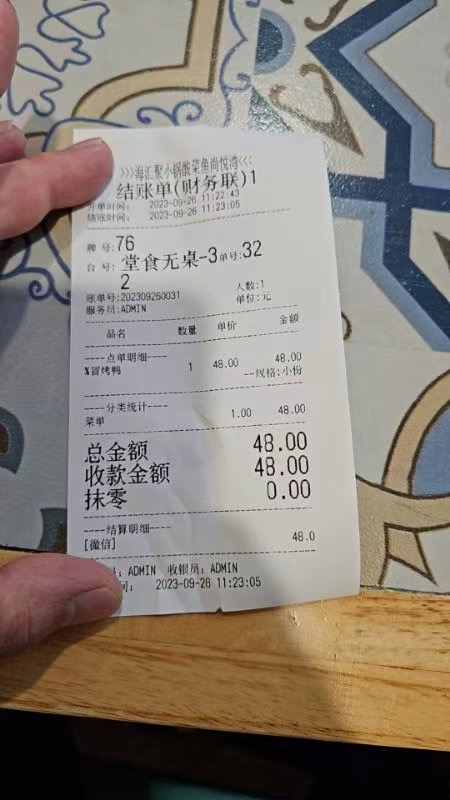 >>>海汇聚小锅酸菜鱼尚悦湾<<<
结账单(财务联)1
开单时间: 2023-09-26 11:22:43
结账时间: 2023-09-26 11:23:05
牌号:76
台号:堂食无桌-3 单号:32
2
账单号:202309260031 人数:1
服务员:ADMIN 单位:元
品名 数量 单价 金额
----点单明细----
%冒烤鸭 1 48.00 48.00
--规格:小份
----分类统计----
菜单 1.00 48.00
总金额 48.00
收款金额 48.00
抹零 0.00
----结算明细----
[微信] 48.0
: ADMIN 收银员: ADMIN
间: 2023-09-26 11:23:05